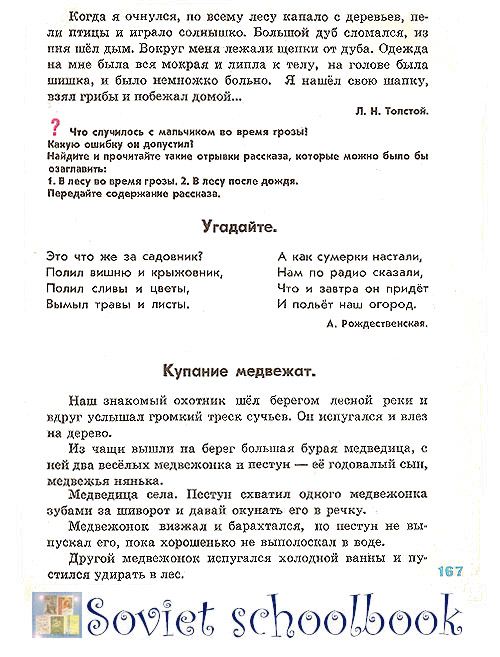 Когда я очнулся, по всему лесу капало с деревьев, пе-
ли птицы и играло солнышко. Большой дуб сломался, из
пня шёл дым. Вокруг меня лежали щепки от дуба. Одежда
на мне была вся мокрая и липла к телу, на голове была
шишка, и было немножко больно. Я нашёл свою шапку,
взял грибы и побежал домой...
Л. Н. Толстой.
? Что случилось с мальчиком во время грозы?
Какую ошибку он допустил?
Найдите и прочитайте такие отрывки рассказа, которые можно было бы
озаглавить:
1. В лесу во время грозы. 2. В лесу после дождя.
Передайте содержание рассказа.
Угадайте.
Это что же за садовник?
Полил вишню и крыжовник,
Полил сливы и цветы,
Вымыл травы и листы.
А как сумерки настали,
Нам по радио сказали,
Что и завтра он придёт
И польёт наш огород.
А. Рождественская.
Купание медвежат.
Наш знакомый охотник шёл берегом лесной реки и
вдруг услышал громкий треск сучьев. Он испугался и влез
на дерево.
Из чащи вышли на берег большая бурая медведица, с
ней два весёлых медвежонка и пестун — её годовалый сын,
медвежья нянька.
Медведица села. Пестун схватил одного медвежонка
зубами за шиворот и давай окунать его в речку.
Медвежонок визжал и барахтался, но пестун не вы-
пускал его, пока хорошенько не выполоскал в воде.
Другой медвежонок испугался холодной ванны и пу-
стился удирать в лес.
167
Soviet schoolbook